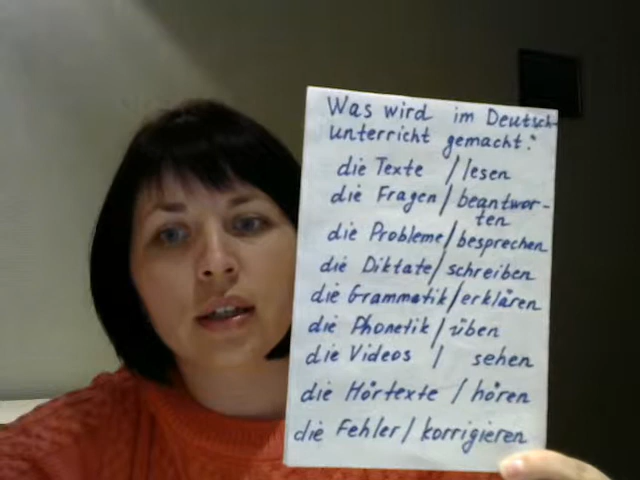 Was wird im Deutsch-
unterricht gemacht?
die Texte / lesen
die Fragen / beantwor-
ten
die Probleme / besprechen
die Diktate / schreiben
die Grammatik / erklären
die Phonetik / üben
die Videos / sehen
die Hörtexte / hören
die Fehler / korrigieren